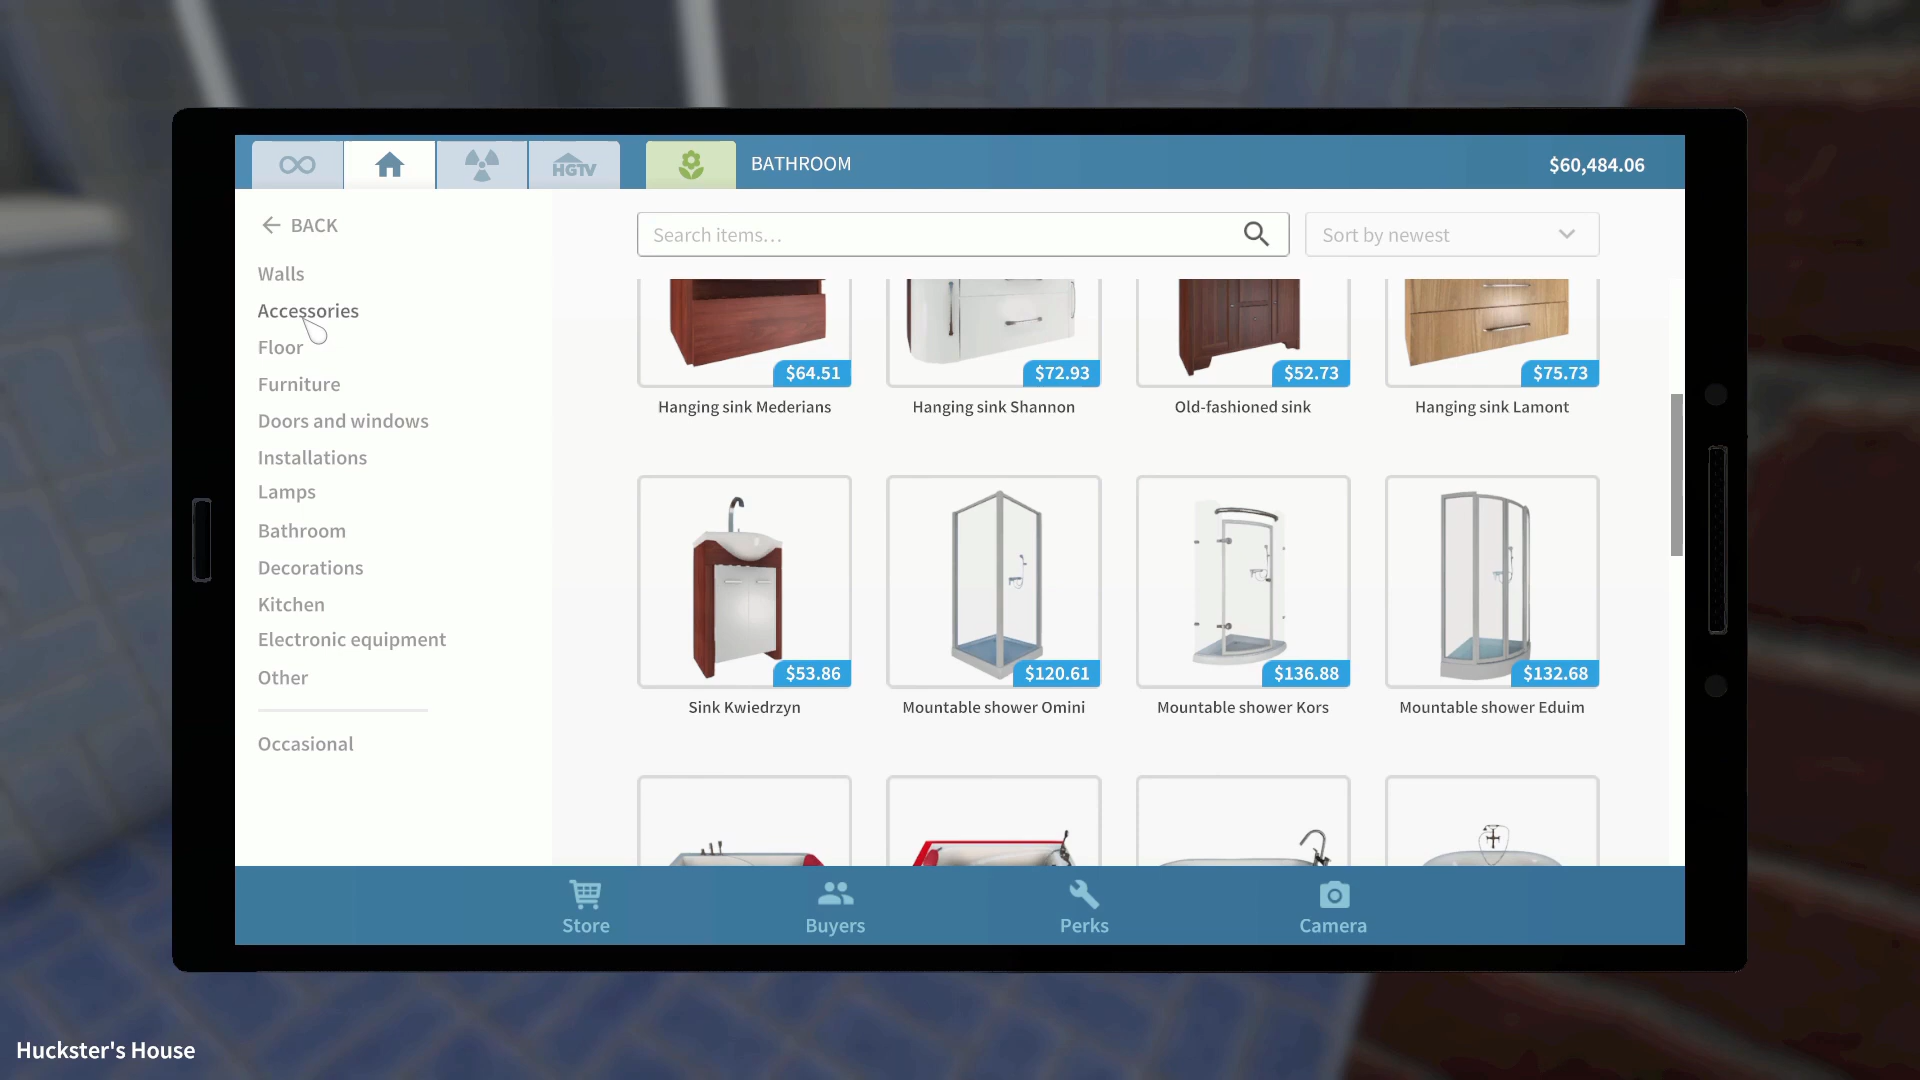 HGTV
BATHROOM
$60,484.06
BACK
Search items...
Sort by newest
Walls
Accessories
Floor
Furniture
Doors and windows
Installations
Lamps
Bathroom
Decorations
Kitchen
Electronic equipment
Other
Occasional
$64.51
$72.93
$52.73
$75.73
Hanging sink Mederians
Hanging sink Shannon
Old-fashioned sink
Hanging sink Lamont
$53.86
$120.61
$136.88
$132.68
Sink Kwiedrzyn
Mountable shower Omini
Mountable shower Kors
Mountable shower Eduim
Store
Buyers
Perks
Camera
Huckster's House